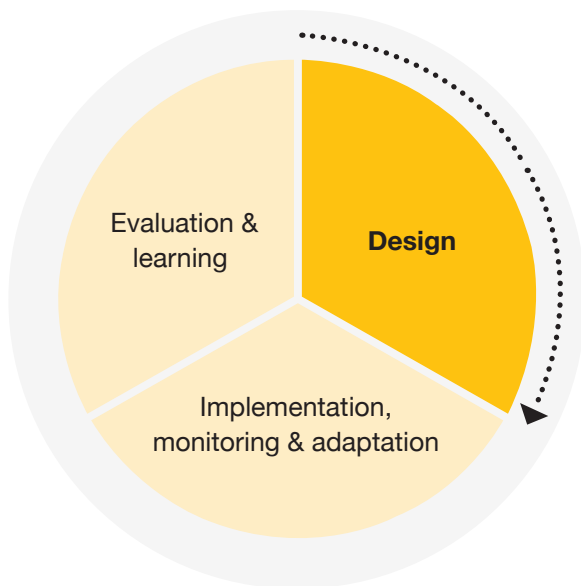 Evaluation &
learning
Design
Implementation,
monitoring & adaptation